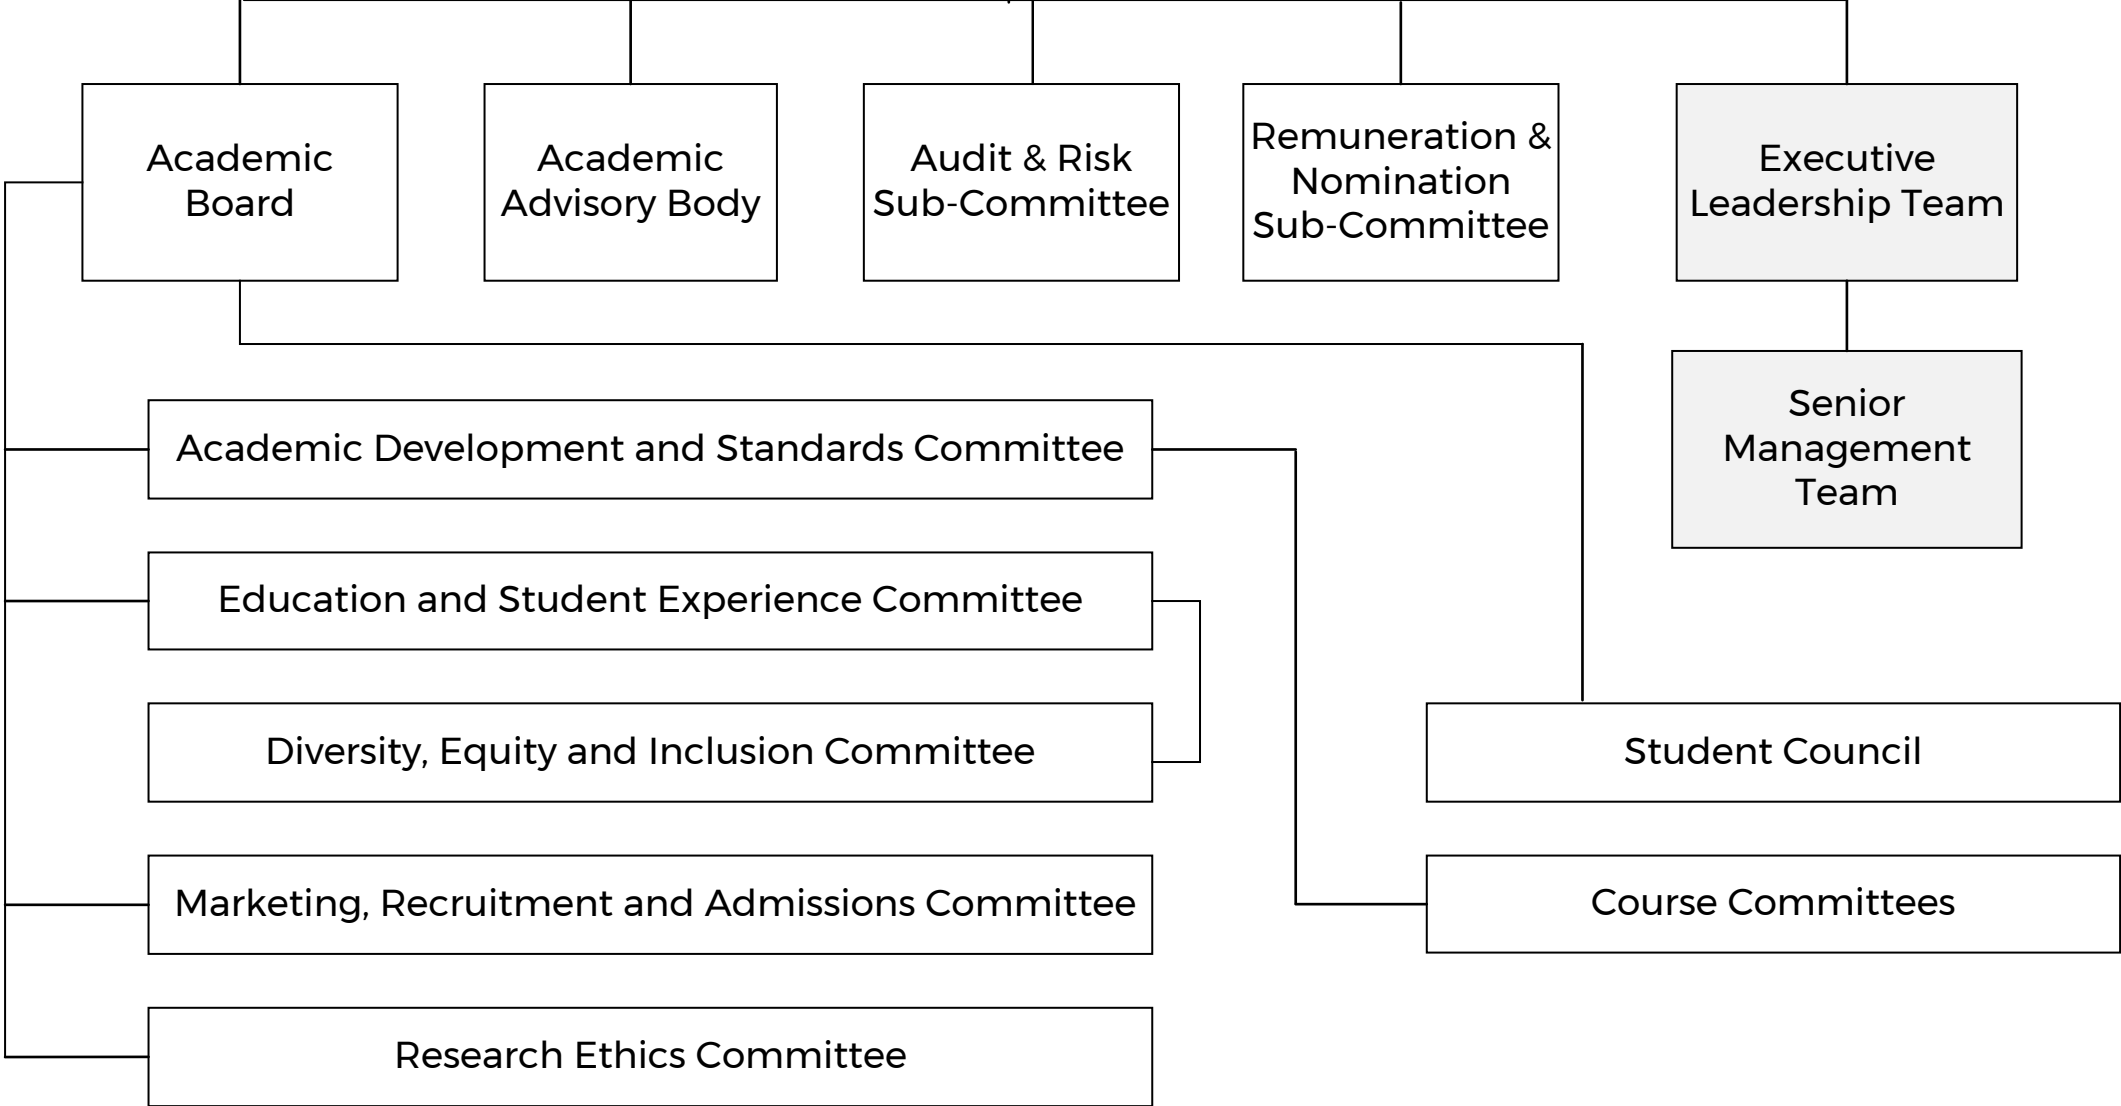 Academic
Board
Academic
Advisory Body
Audit & Risk
Sub-Committee
Remuneration &
Nomination
Sub-Committee
Executive
Leadership Team
Senior
Management
Team
Academic Development and Standards Committee
Education and Student Experience Committee
Diversity, Equity and Inclusion Committee
Student Council
Marketing, Recruitment and Admissions Committee
Course Committees
Research Ethics Committee